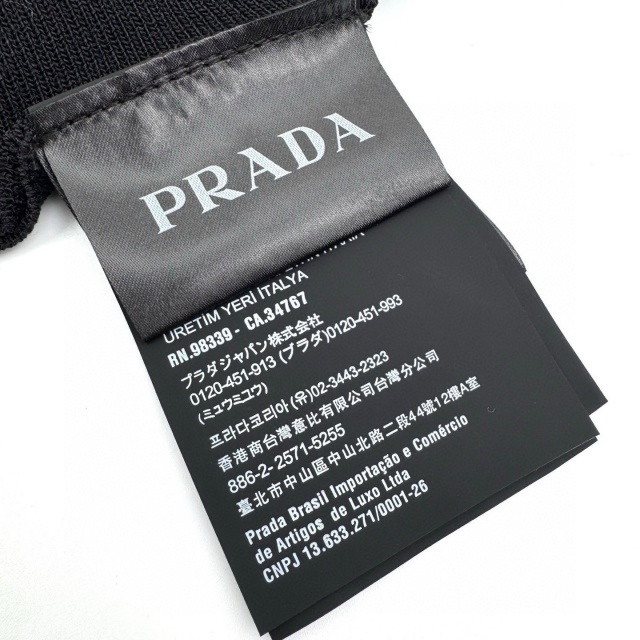 PRADA
ÜRETİM YERİ İTALYA
RN.98339 - CA.34767
プラダジャパン株式会社
0120-451-913 (プラダ)0120-451-993
(ミュウミュウ)
프라다코리아 (유)02-3443-2323
香港商台灣意比有限公司台灣分公司
886-2-2571-5255
臺北市中山區中山北路二段44號12樓A室
Prada Brasil Importação e Comércio
de Artigos de Luxo Ltda
CNPJ 13.633.271/0001-26